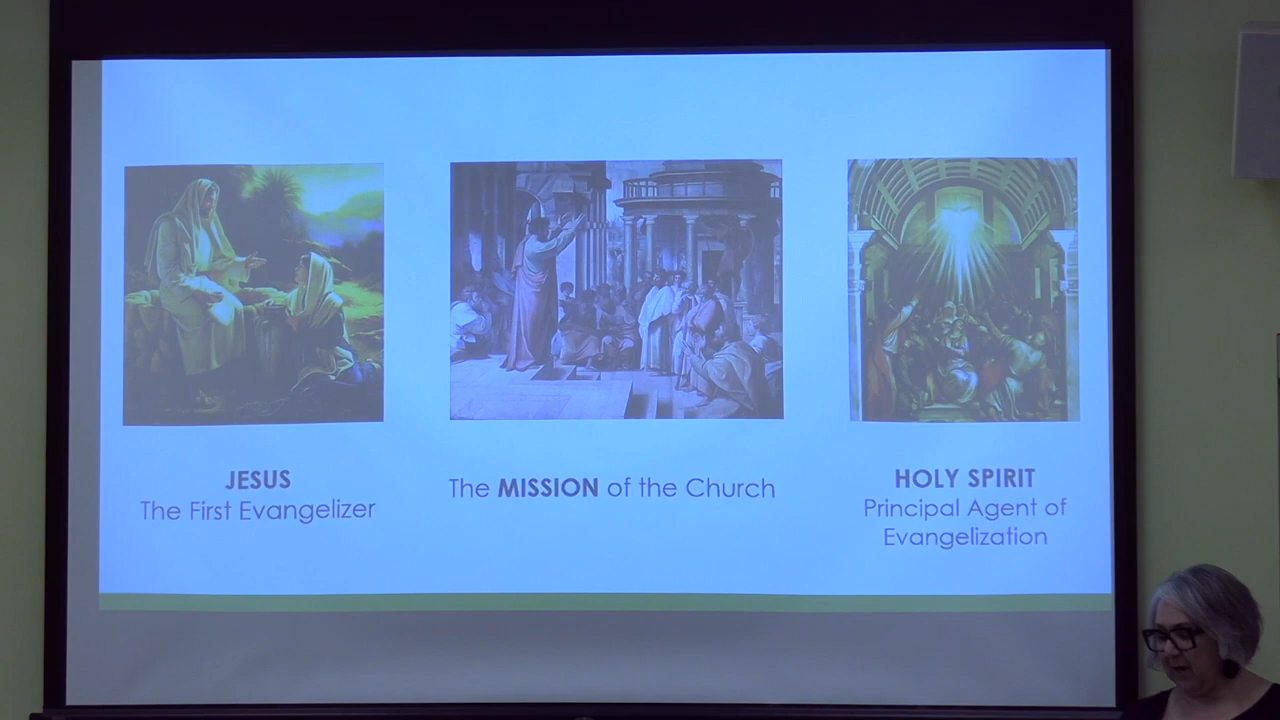 JESUS
The First Evangelizer
The MISSION of the Church
HOLY SPIRIT
Principal Agent of
Evangelization